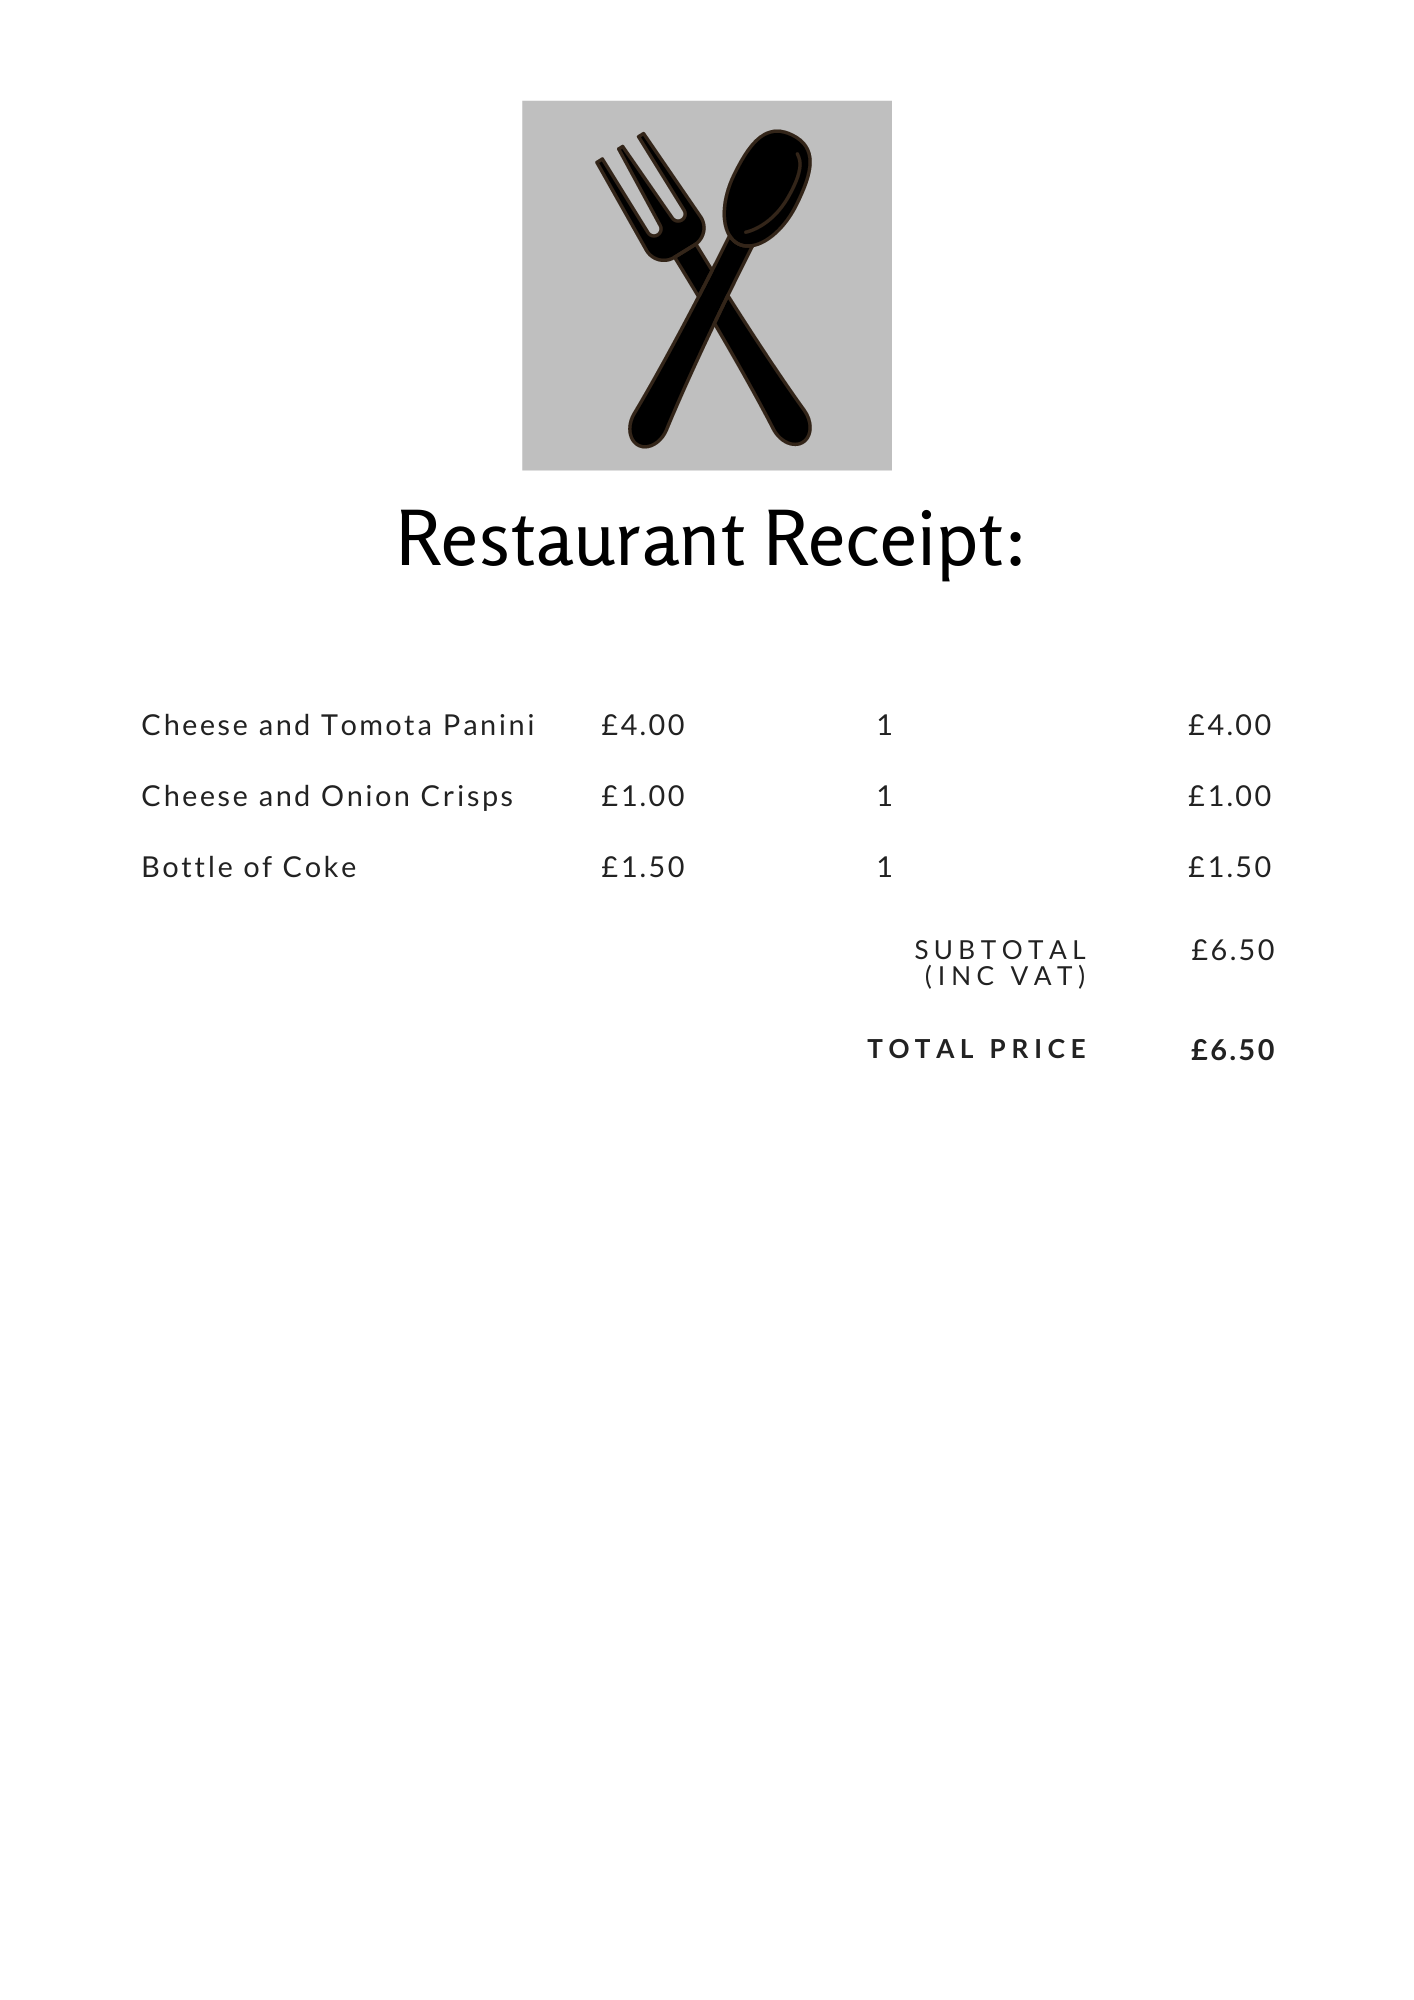 Restaurant Receipt:
Cheese and Tomota Panini £4.00 1 £4.00
Cheese and Onion Crisps £1.00 1 £1.00
Bottle of Coke £1.50 1 £1.50
SUBTOTAL £6.50
(INC VAT)
TOTAL PRICE £6.50